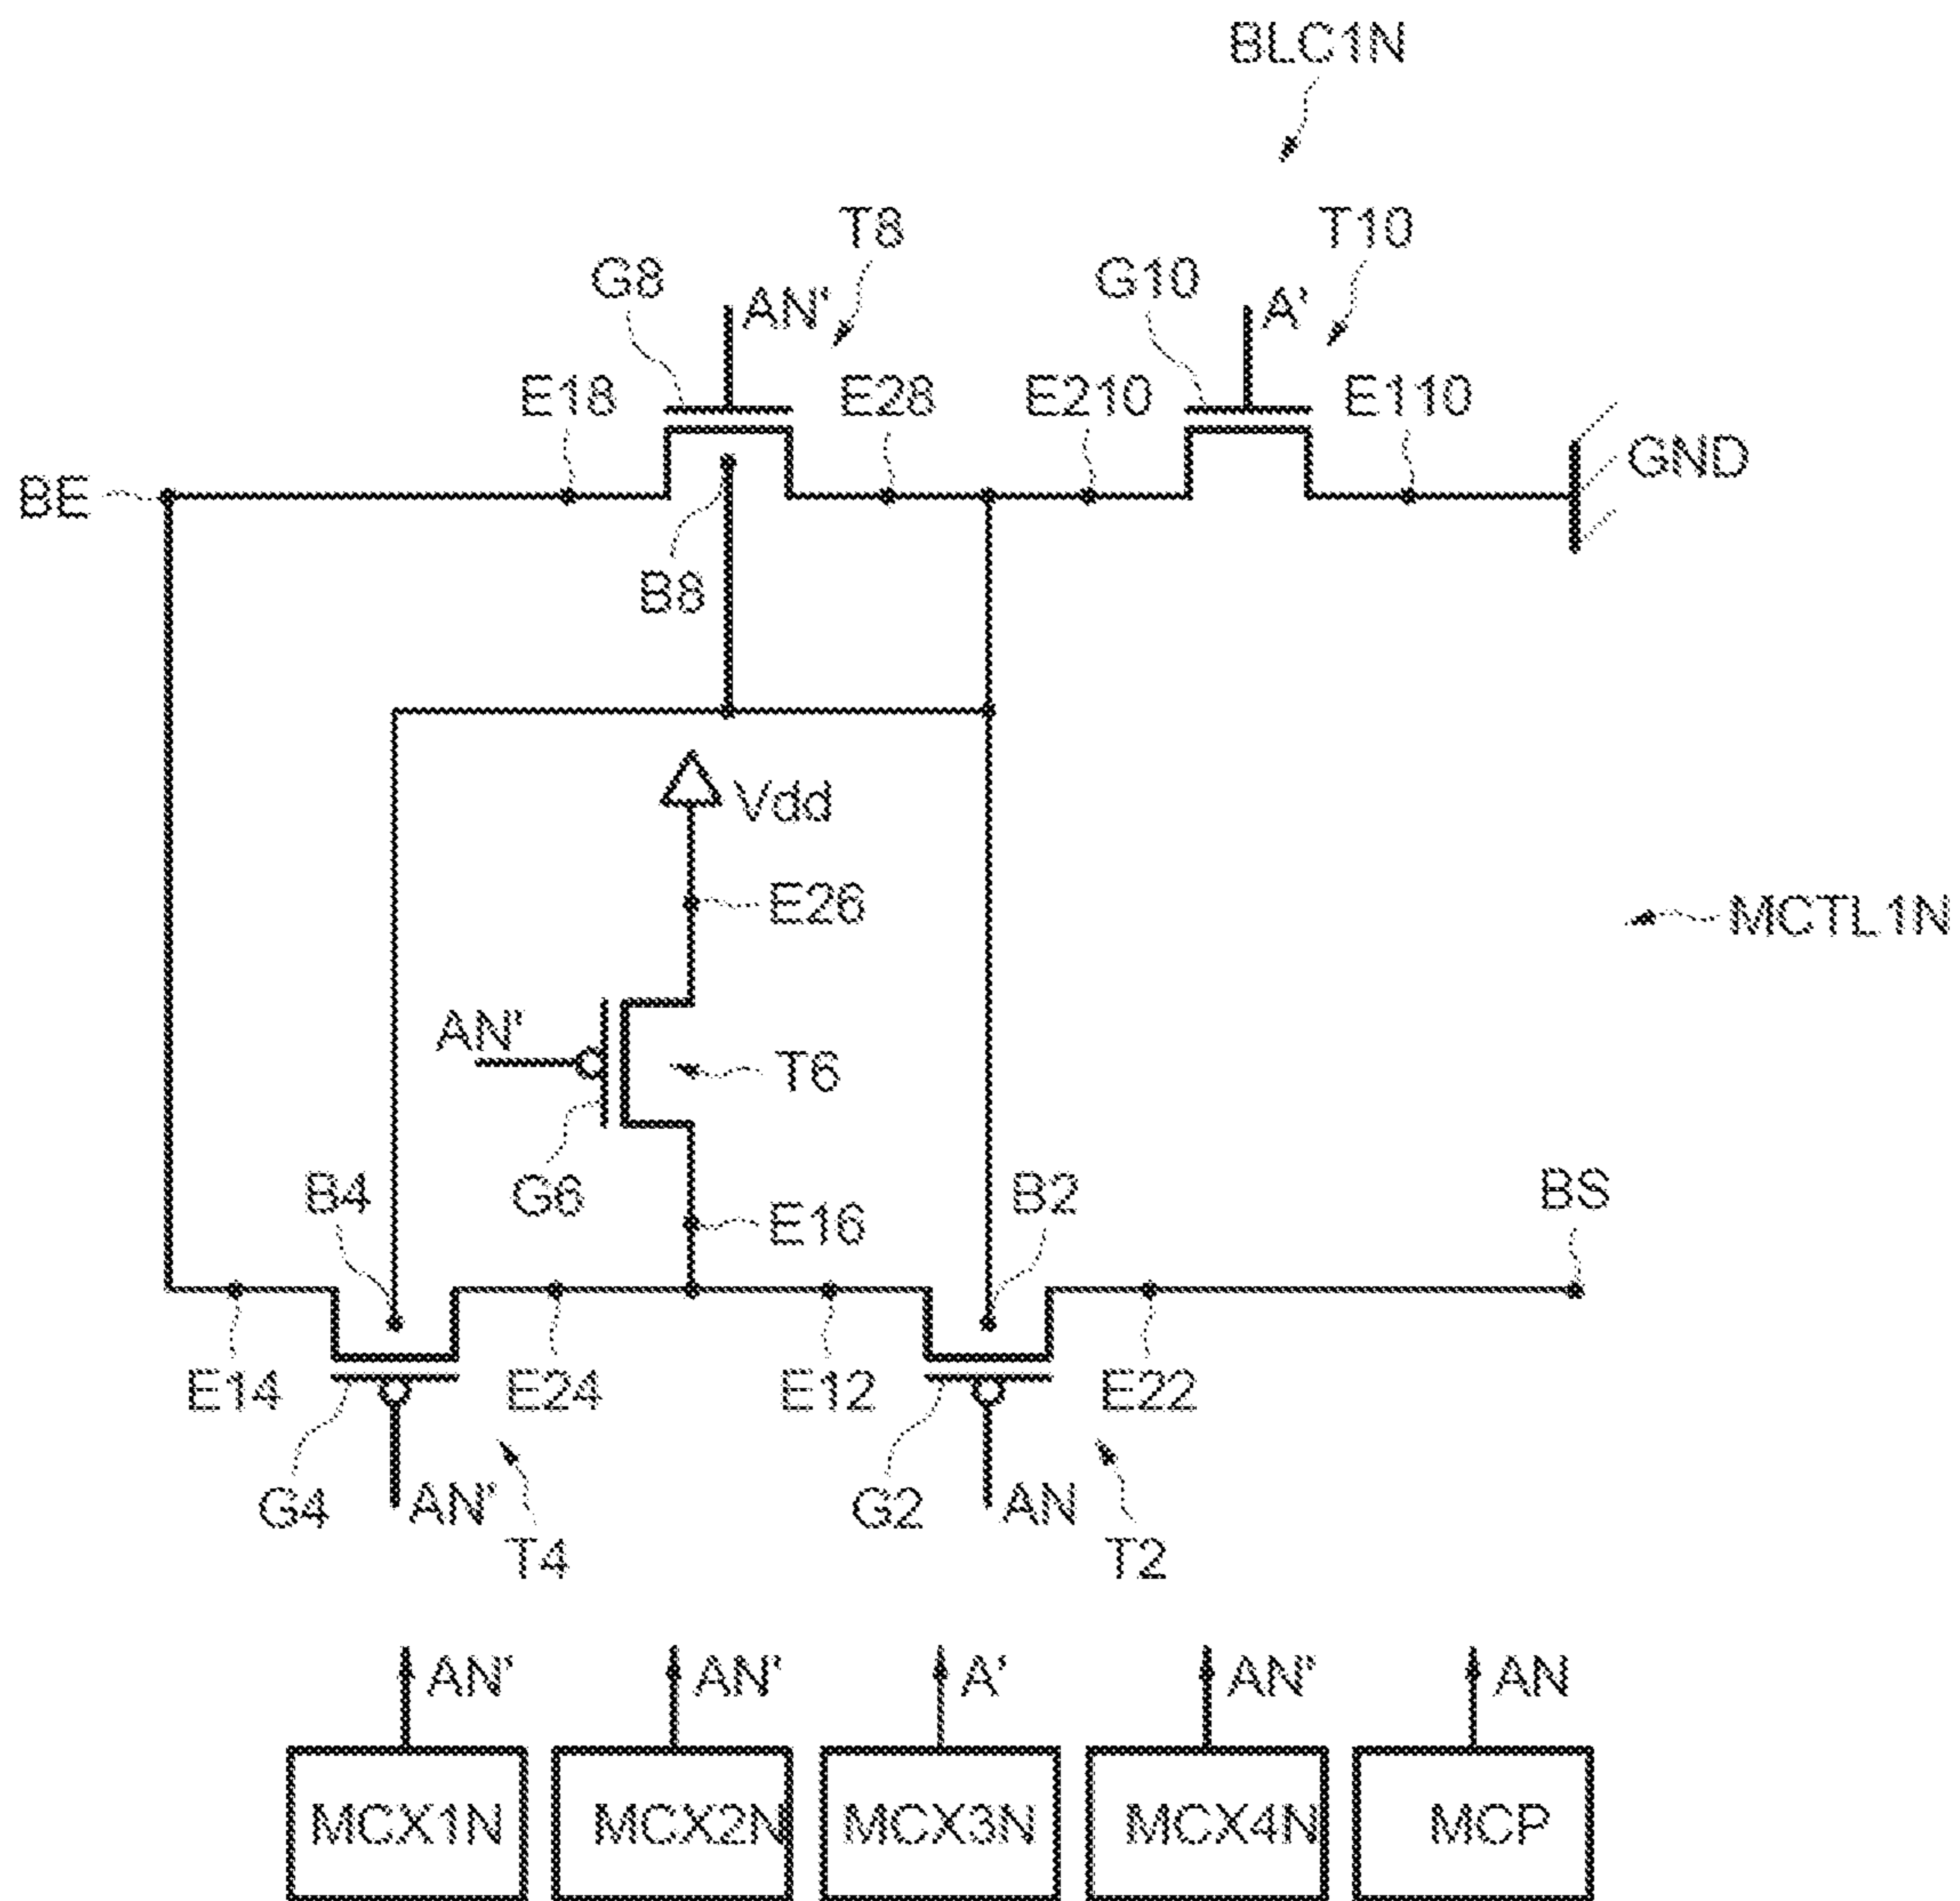 BLC1N
T8
T10
G8
AN'
G10
A'
E18
E28
E210
E110
BE
GND
B8
Vdd
E26
MCTL1N
AN'
T6
G6
B4
E16
B2
BS
E14
E24
E12
E22
G4
AN'
G2
AN
T4
T2
AN'
AN'
A'
AN'
AN
MCX1N
MCX2N
MCX3N
MCX4N
MCP